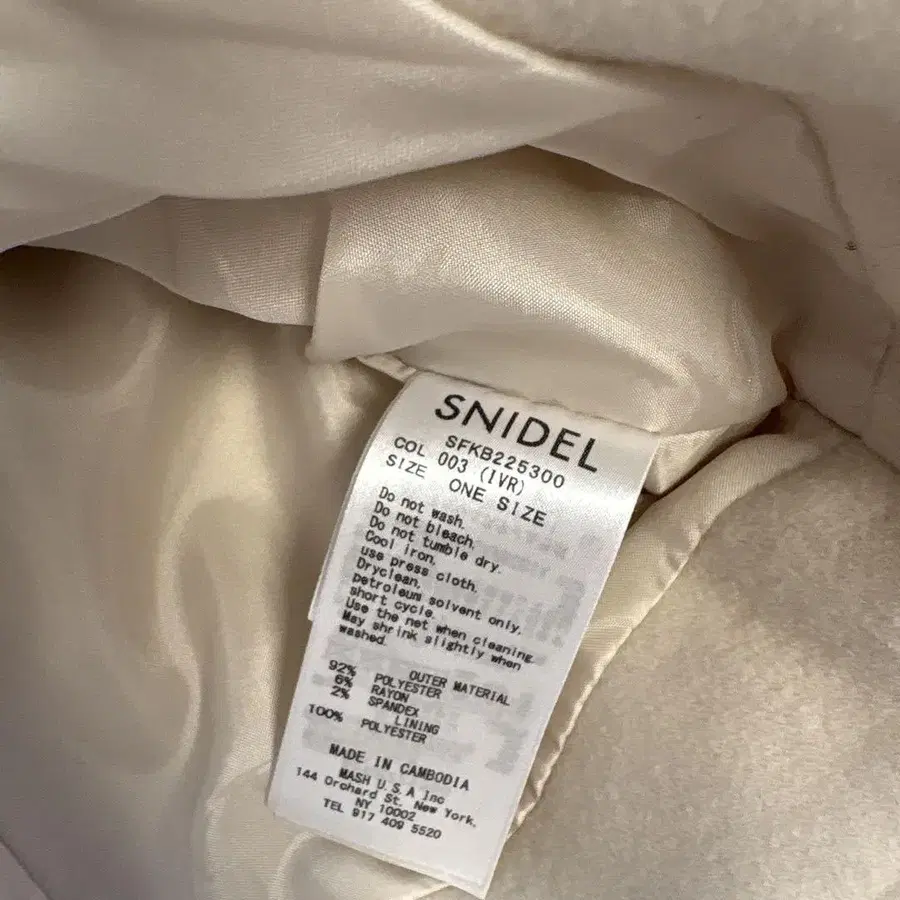 SNIDEL
SFKB225300
COL 003 (IVR)
SIZE ONE SIZE
Do not wash.
Do not bleach.
Do not tumble dry.
Cool iron.
use press cloth.
Dryclean.
petroleum solvent only.
short cycle.
Use the net when cleaning.
May shrink slightly when
washed.
OUTER MATERIAL
92% POLYESTER
6% RAYON
2% SPANDEX
LINING
100% POLYESTER
MADE IN CAMBODIA
MASH U.S.A Inc
144 Orchard St. New York.
NY 10002
TEL 917 409 5520